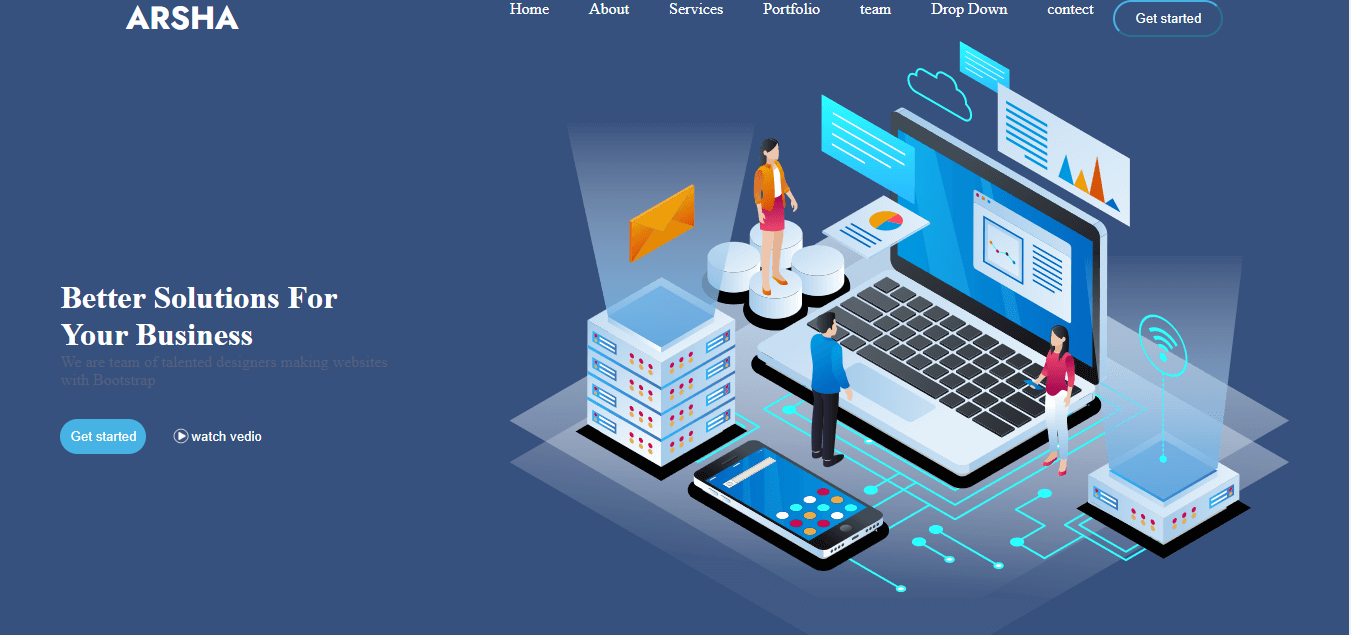 ARSHA
Home About Services Portfolio team Drop Down contect Get started
Better Solutions For
Your Business
We are team of talented designers making websites
with Bootstrap
Get started watch vedio